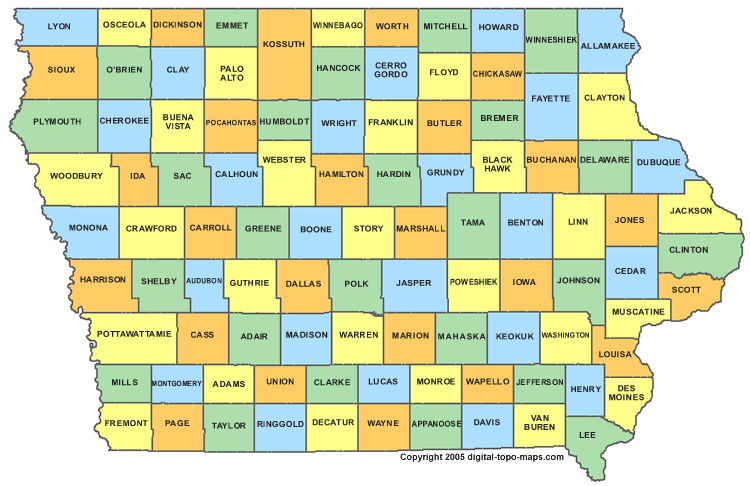 LYON
OSCEOLA
DICKINSON
EMMET
KOSSUTH
WINNEBAGO
WORTH
MITCHELL
HOWARD
WINNESHIEK
ALLAMAKEE
SIOUX
O'BRIEN
CLAY
PALO
ALTO
HANCOCK
CERRO
GORDO
FLOYD
CHICKASAW
FAYETTE
CLAYTON
PLYMOUTH
CHEROKEE
BUENA
VISTA
POCAHONTAS
HUMBOLDT
WRIGHT
FRANKLIN
BUTLER
BREMER
WOODBURY
IDA
SAC
CALHOUN
WEBSTER
HAMILTON
HARDIN
GRUNDY
BLACK
HAWK
BUCHANAN
DELAWARE
DUBUQUE
MONONA
CRAWFORD
CARROLL
GREENE
BOONE
STORY
MARSHALL
TAMA
BENTON
LINN
JONES
JACKSON
HARRISON
SHELBY
AUDUBON
GUTHRIE
DALLAS
POLK
JASPER
POWESHIEK
IOWA
JOHNSON
CEDAR
CLINTON
SCOTT
MUSCATINE
POTTAWATTAMIE
CASS
ADAIR
MADISON
WARREN
MARION
MAHASKA
KEOKUK
WASHINGTON
LOUISA
MILLS
MONTGOMERY
ADAMS
UNION
CLARKE
LUCAS
MONROE
WAPELLO
JEFFERSON
HENRY
DES
MOINES
FREMONT
PAGE
TAYLOR
RINGGOLD
DECATUR
WAYNE
APPANOOSE
DAVIS
VAN
BUREN
LEE
Copyright 2005 digital-topo-maps.com